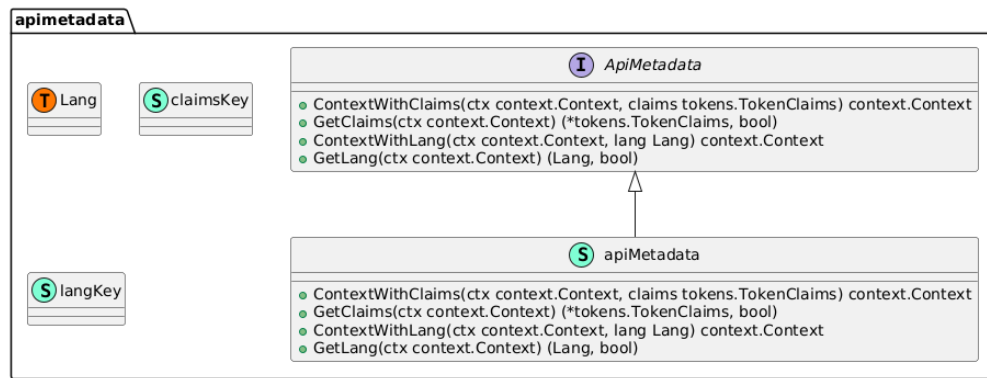 apimetadata
I ApiMetadata
T Lang
S claimsKey
ContextWithClaims(ctx context.Context, claims tokens.TokenClaims) context.Context
GetClaims(ctx context.Context) (*tokens.TokenClaims, bool)
ContextWithLang(ctx context.Context, lang Lang) context.Context
GetLang(ctx context.Context) (Lang, bool)
S langKey
S apiMetadata
ContextWithClaims(ctx context.Context, claims tokens.TokenClaims) context.Context
GetClaims(ctx context.Context) (*tokens.TokenClaims, bool)
ContextWithLang(ctx context.Context, lang Lang) context.Context
GetLang(ctx context.Context) (Lang, bool)